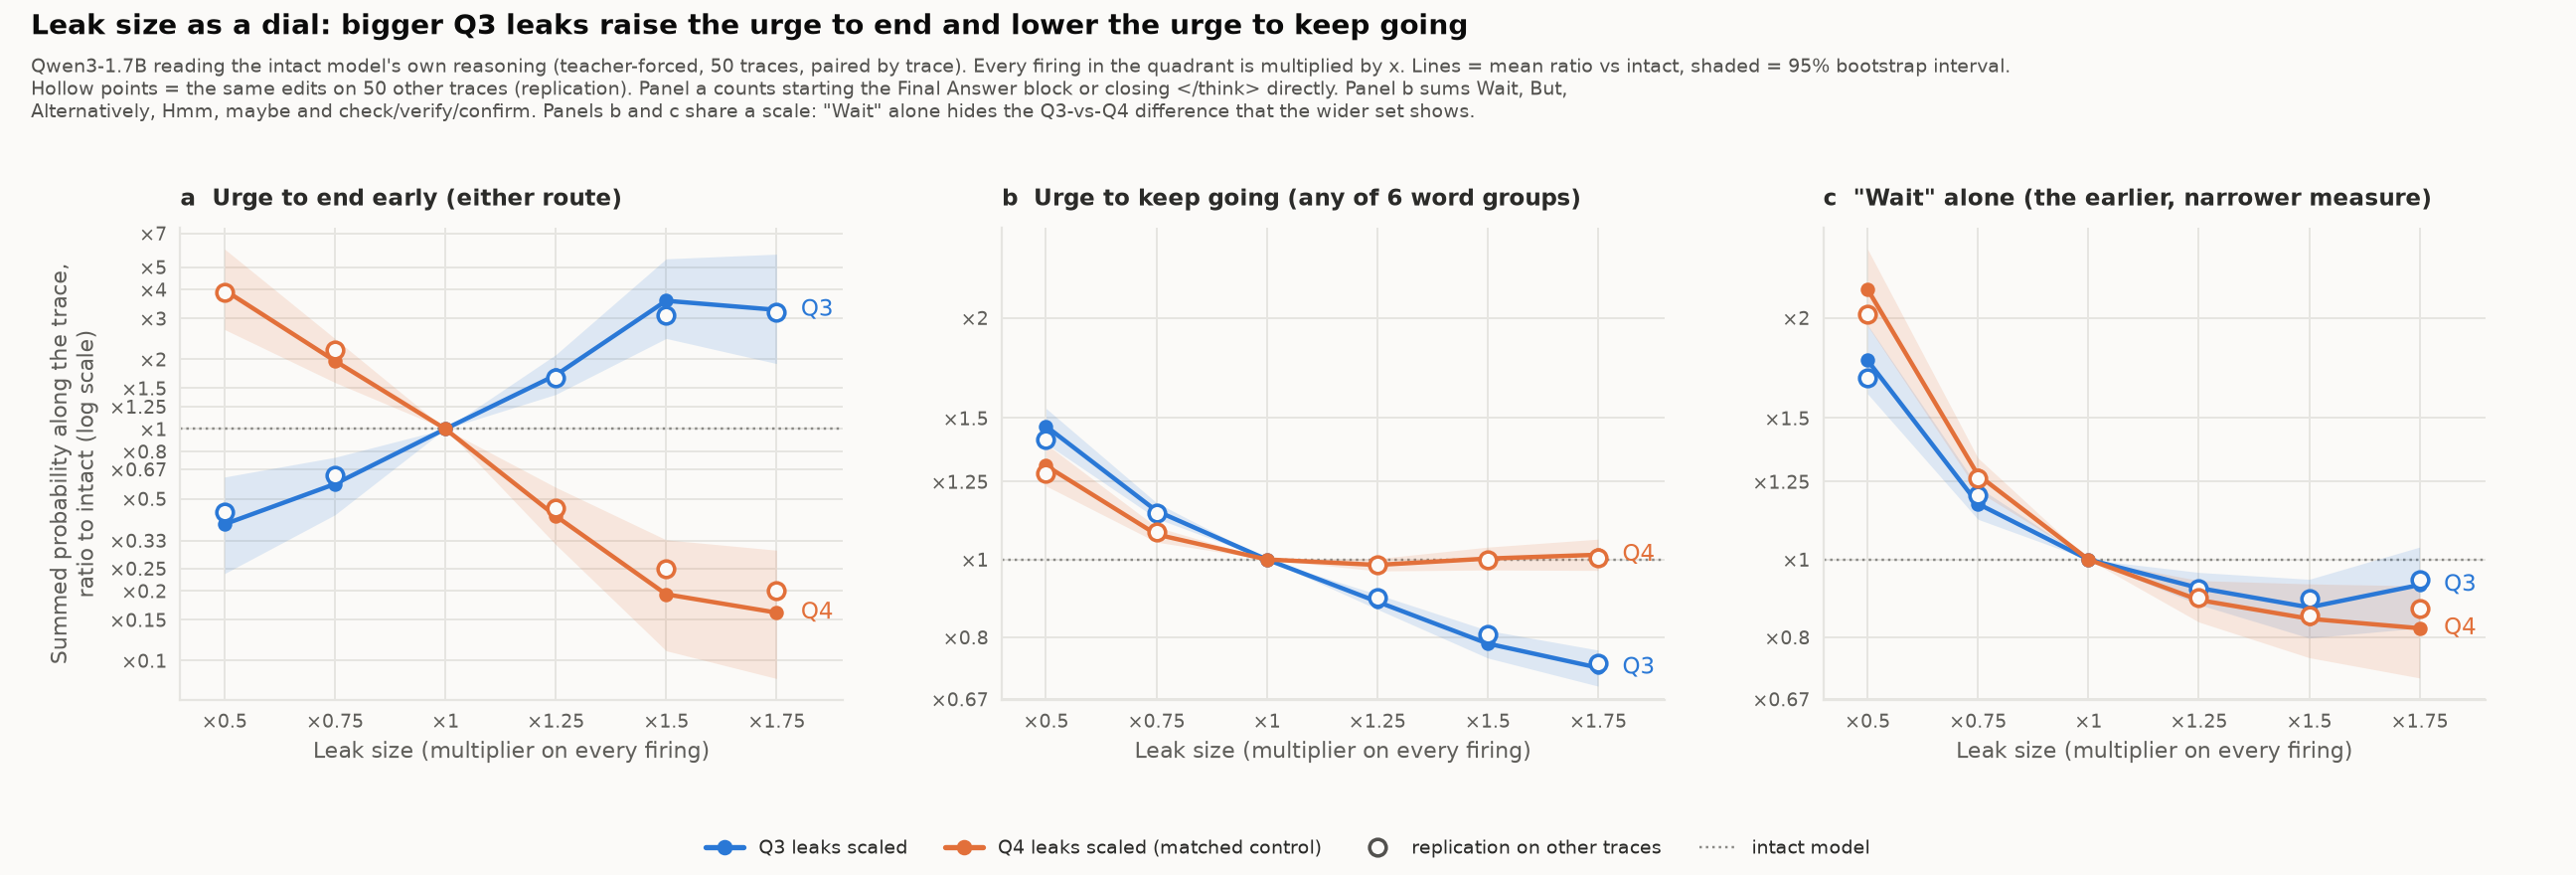 Leak size as a dial: bigger Q3 leaks raise the urge to end and lower the urge to keep going
Qwen3-1.7B reading the intact model's own reasoning (teacher-forced, 50 traces, paired by trace). Every firing in the quadrant is multiplied by x. Lines = mean ratio vs intact, shaded = 95% bootstrap interval.
Hollow points = the same edits on 50 other traces (replication). Panel a counts starting the Final Answer block or closing </think> directly. Panel b sums Wait, But,
Alternatively, Hmm, maybe and check/verify/confirm. Panels b and c share a scale: "Wait" alone hides the Q3-vs-Q4 difference that the wider set shows.
a Urge to end early (either route)
Summed probability along the trace,
ratio to intact (log scale)
×7
×5
×4
×3
×2
×1.5
×1.25
×1
×0.8
×0.67
×0.5
×0.33
×0.25
×0.2
×0.15
×0.1
Q3
Q4
×0.5 ×0.75 ×1 ×1.25 ×1.5 ×1.75
Leak size (multiplier on every firing)
b Urge to keep going (any of 6 word groups)
×2
×1.5
×1.25
×1
×0.8
×0.67
Q4
Q3
×0.5 ×0.75 ×1 ×1.25 ×1.5 ×1.75
Leak size (multiplier on every firing)
c "Wait" alone (the earlier, narrower measure)
×2
×1.5
×1.25
×1
×0.8
×0.67
Q3
Q4
×0.5 ×0.75 ×1 ×1.25 ×1.5 ×1.75
Leak size (multiplier on every firing)
Q3 leaks scaled Q4 leaks scaled (matched control) replication on other traces intact model